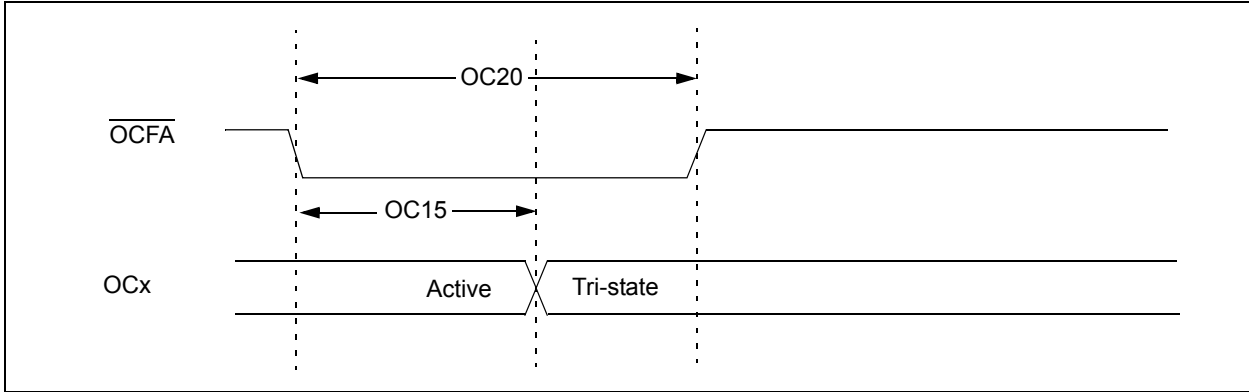 OC20
OCFA
OC15
OCx
Active
Tri-state